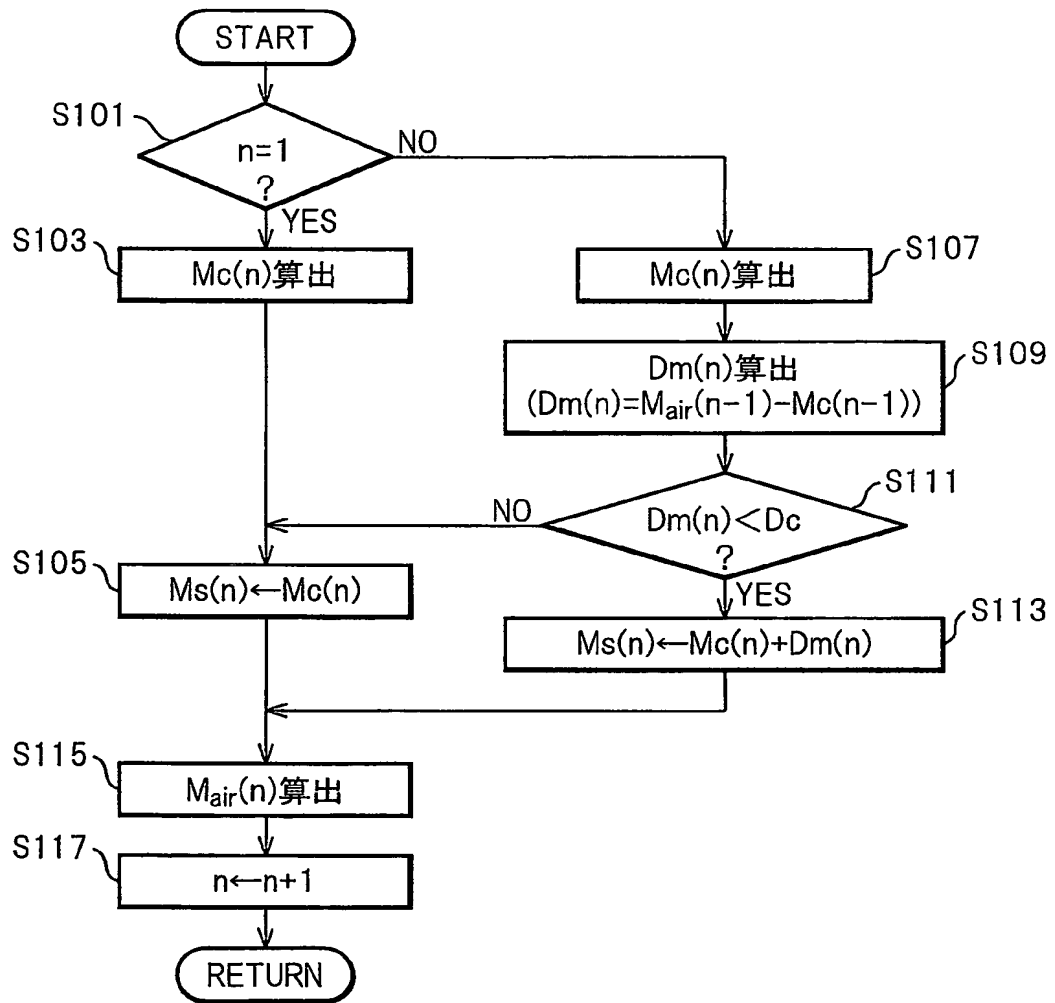 START
S101
n=1
?
NO
YES
S103
Mc(n)算出
S107
Mc(n)算出
S109
Dm(n)算出
(Dm(n)=Mair(n-1)-Mc(n-1))
S111
Dm(n)<Dc
?
NO
YES
S105
Ms(n)←Mc(n)
S113
Ms(n)←Mc(n)+Dm(n)
S115
Mair(n)算出
S117
n←n+1
RETURN